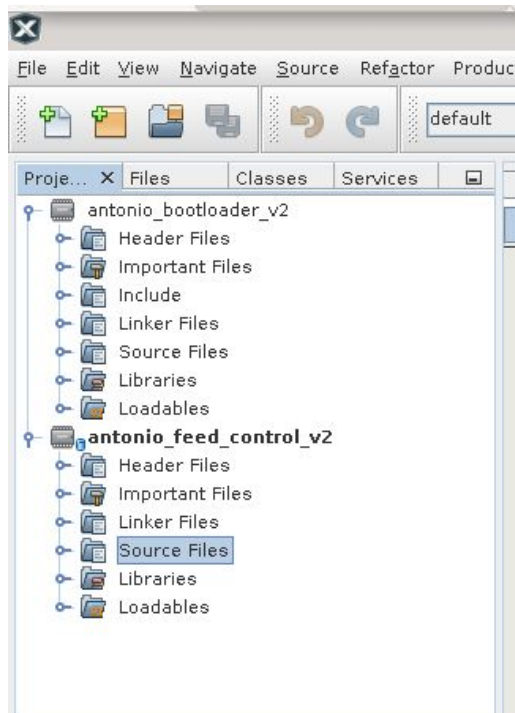 File Edit View Navigate Source Refactor Produc
default
Proje... Files Classes Services
antonio_bootloader_v2
Header Files
Important Files
Include
Linker Files
Source Files
Libraries
Loadables
antonio_feed_control_v2
Header Files
Important Files
Linker Files
Source Files
Libraries
Loadables